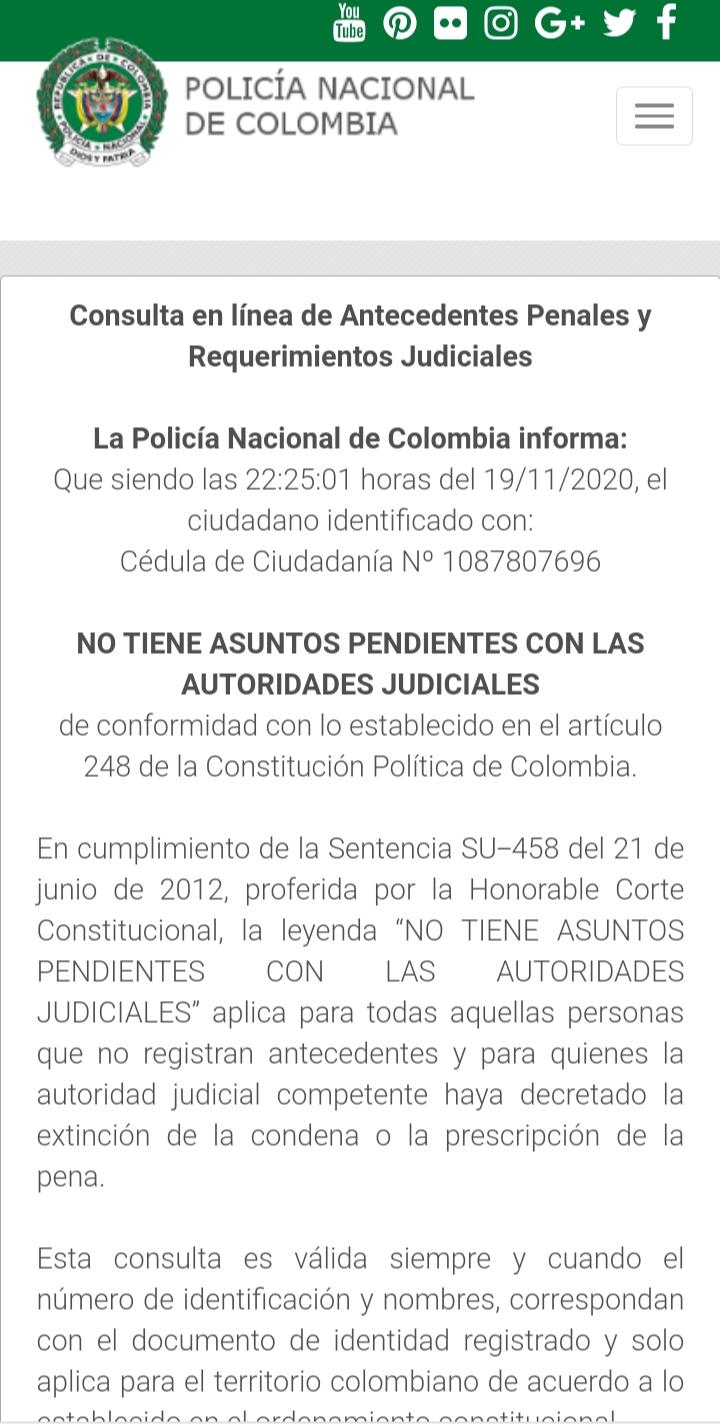 You
Tube
POLICÍA NACIONAL
DE COLOMBIA
REPÚBLICA DE COLOMBIA
POLICÍA NACIONAL
DIOS Y PATRIA
Consulta en línea de Antecedentes Penales y
Requerimientos Judiciales
La Policía Nacional de Colombia informa:
Que siendo las 22:25:01 horas del 19/11/2020, el
ciudadano identificado con:
Cédula de Ciudadanía Nº 1087807696
NO TIENE ASUNTOS PENDIENTES CON LAS
AUTORIDADES JUDICIALES
de conformidad con lo establecido en el artículo
248 de la Constitución Política de Colombia.
En cumplimiento de la Sentencia SU–458 del 21 de
junio de 2012, proferida por la Honorable Corte
Constitucional, la leyenda “NO TIENE ASUNTOS
PENDIENTES CON LAS AUTORIDADES
JUDICIALES” aplica para todas aquellas personas
que no registran antecedentes y para quienes la
autoridad judicial competente haya decretado la
extinción de la condena o la prescripción de la
pena.
Esta consulta es válida siempre y cuando el
número de identificación y nombres, correspondan
con el documento de identidad registrado y solo
aplica para el territorio colombiano de acuerdo a lo
establecido en el ordenamiento constitucional